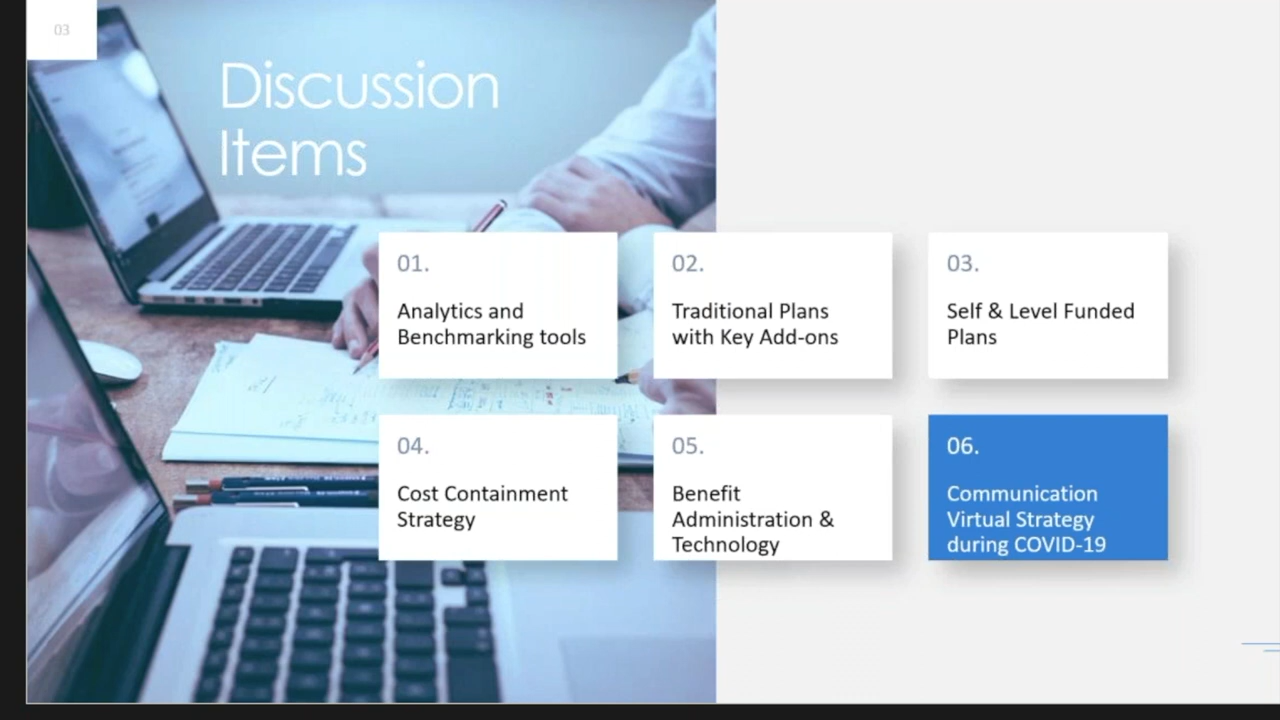 03
Discussion
Items
01.
Analytics and
Benchmarking tools
02.
Traditional Plans
with Key Add-ons
03.
Self & Level Funded
Plans
04.
Cost Containment
Strategy
05.
Benefit
Administration &
Technology
06.
Communication
Virtual Strategy
during COVID-19